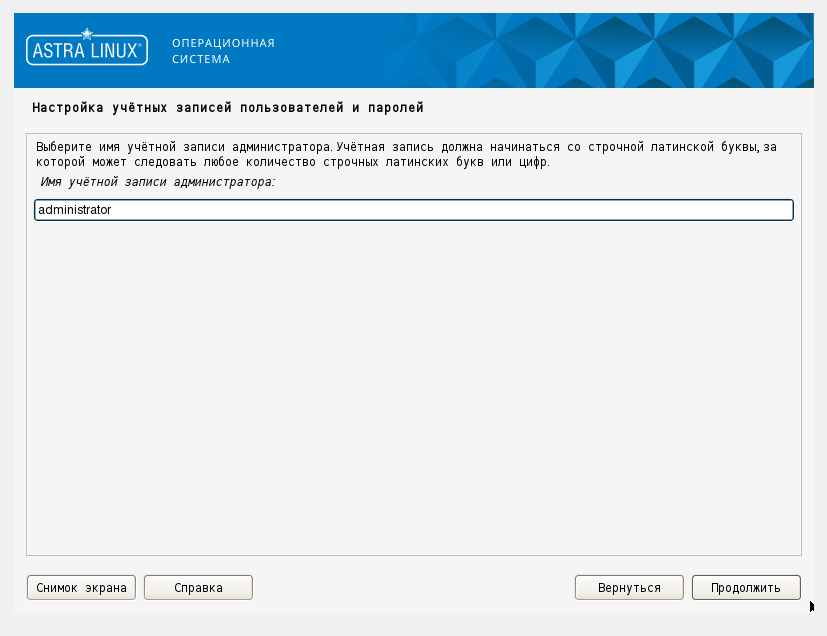 ASTRA LINUX®
ОПЕРАЦИОННАЯ
СИСТЕМА
Настройка учётных записей пользователей и паролей
Выберите имя учётной записи администратора. Учётная запись должна начинаться со строчной латинской буквы, за
которой может следовать любое количество строчных латинских букв или цифр.
Имя учётной записи администратора:
administrator
Снимок экрана
Справка
Вернуться
Продолжить